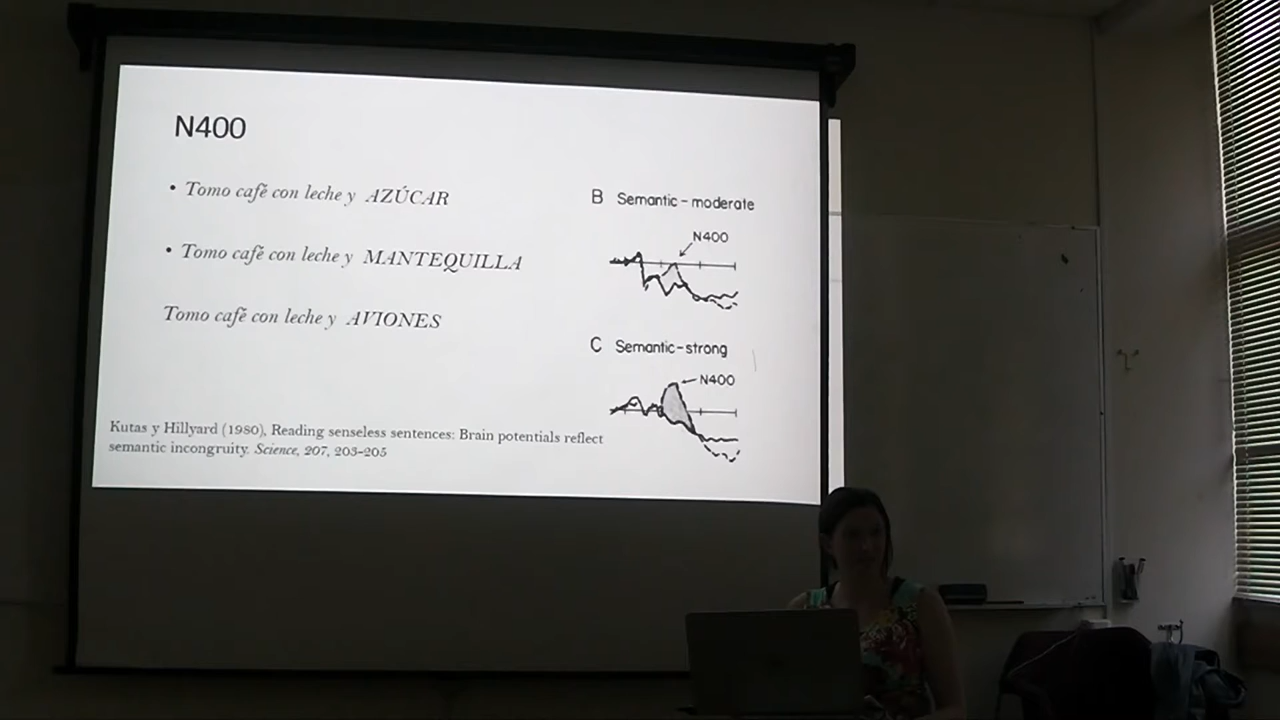 N400
• Tomo café con leche y AZÚCAR
• Tomo café con leche y MANTEQUILLA
Tomo café con leche y AVIONES
Kutas y Hillyard (1980), Reading senseless sentences: Brain potentials reflect
semantic incongruity. Science, 207, 203-205
B Semantic-moderate
N400
C Semantic-strong
N400